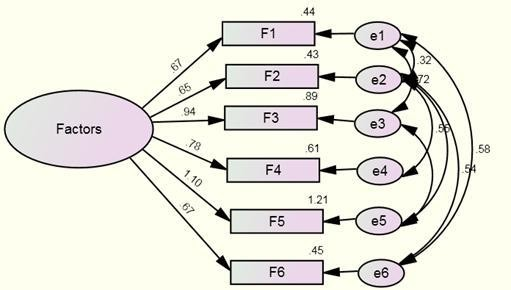 .44
F1
e1
.67
.32
.43
F2
e2
.65
.72
.89
F3
e3
.94
Factors
.61
F4
e4
.78
.58
.54
1.21
F5
e5
1.10
.45
F6
e6
.67